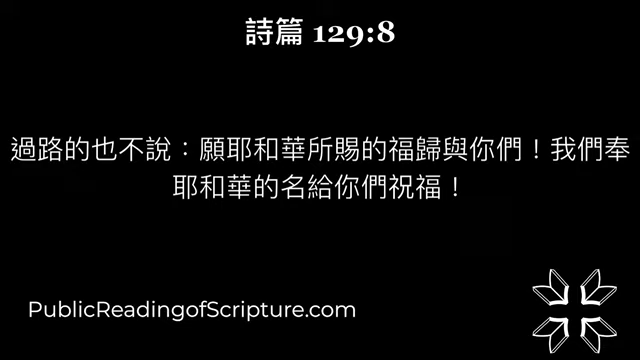 詩篇 129:8
過路的也不說：願耶和華所賜的福歸與你們！我們奉
耶和華的名給你們祝福！
PublicReadingofScripture.com